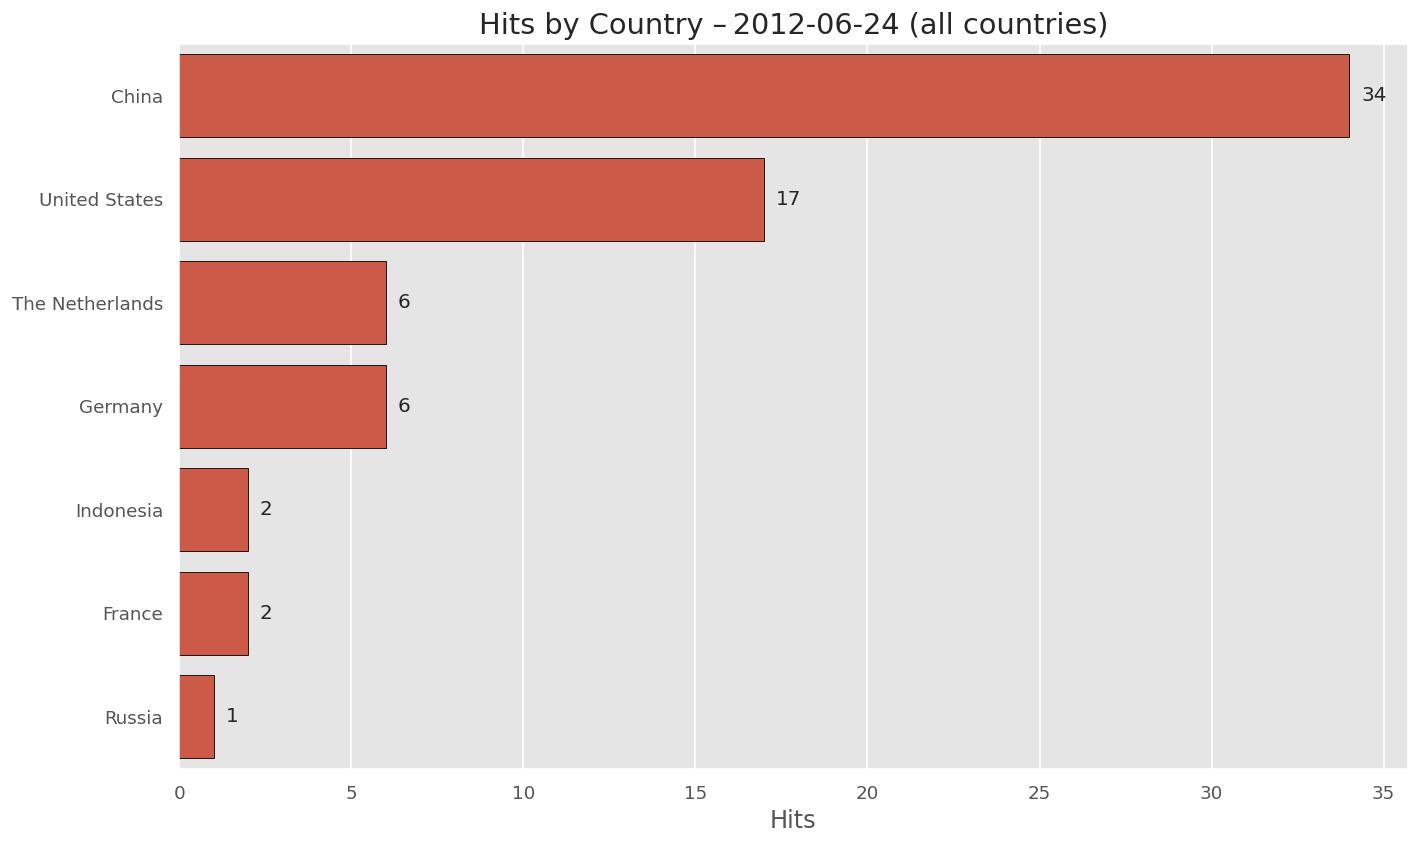 Hits by Country – 2012-06-24 (all countries)
China
34
United States
17
The Netherlands
6
Germany
6
Indonesia
2
France
2
Russia
1
0 5 10 15 20 25 30 35
Hits